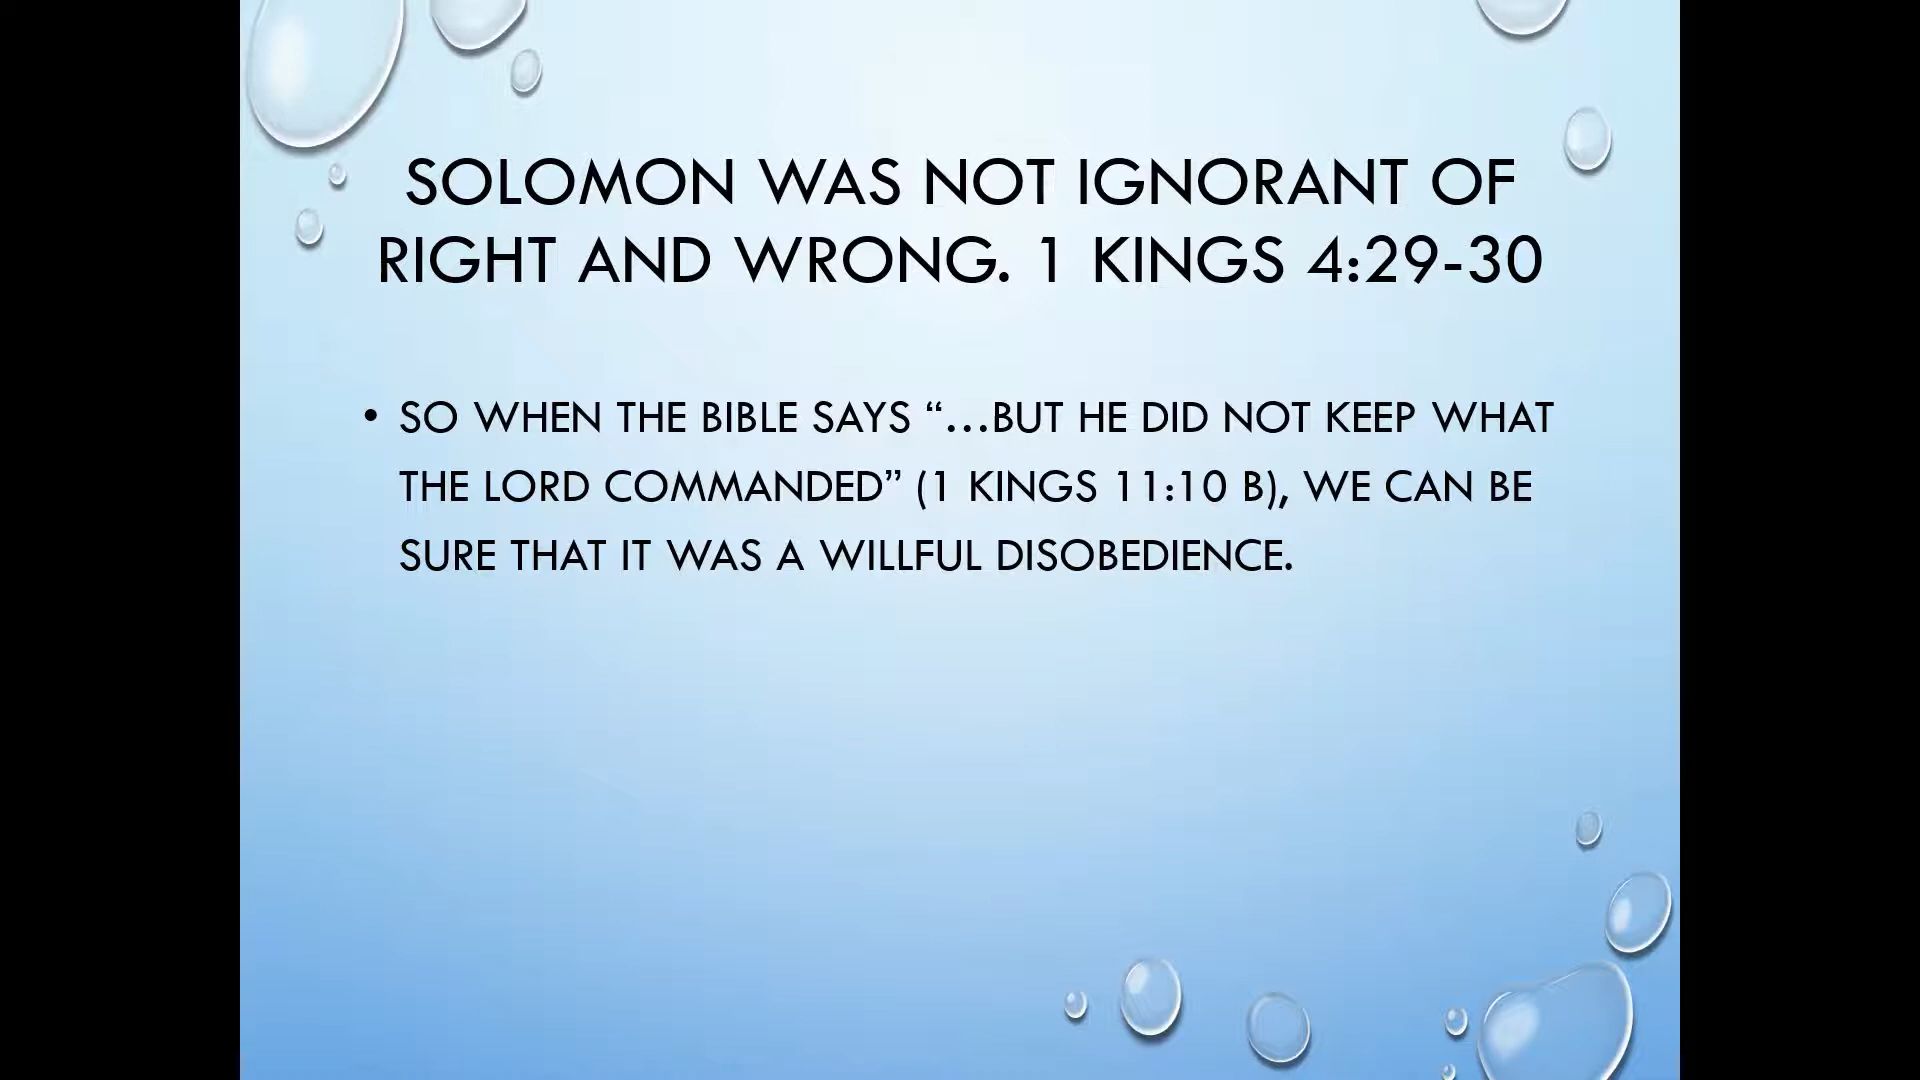 SOLOMON WAS NOT IGNORANT OF
RIGHT AND WRONG. 1 KINGS 4:29-30
• SO WHEN THE BIBLE SAYS “…BUT HE DID NOT KEEP WHAT
THE LORD COMMANDED” (1 KINGS 11:10 B), WE CAN BE
SURE THAT IT WAS A WILLFUL DISOBEDIENCE.